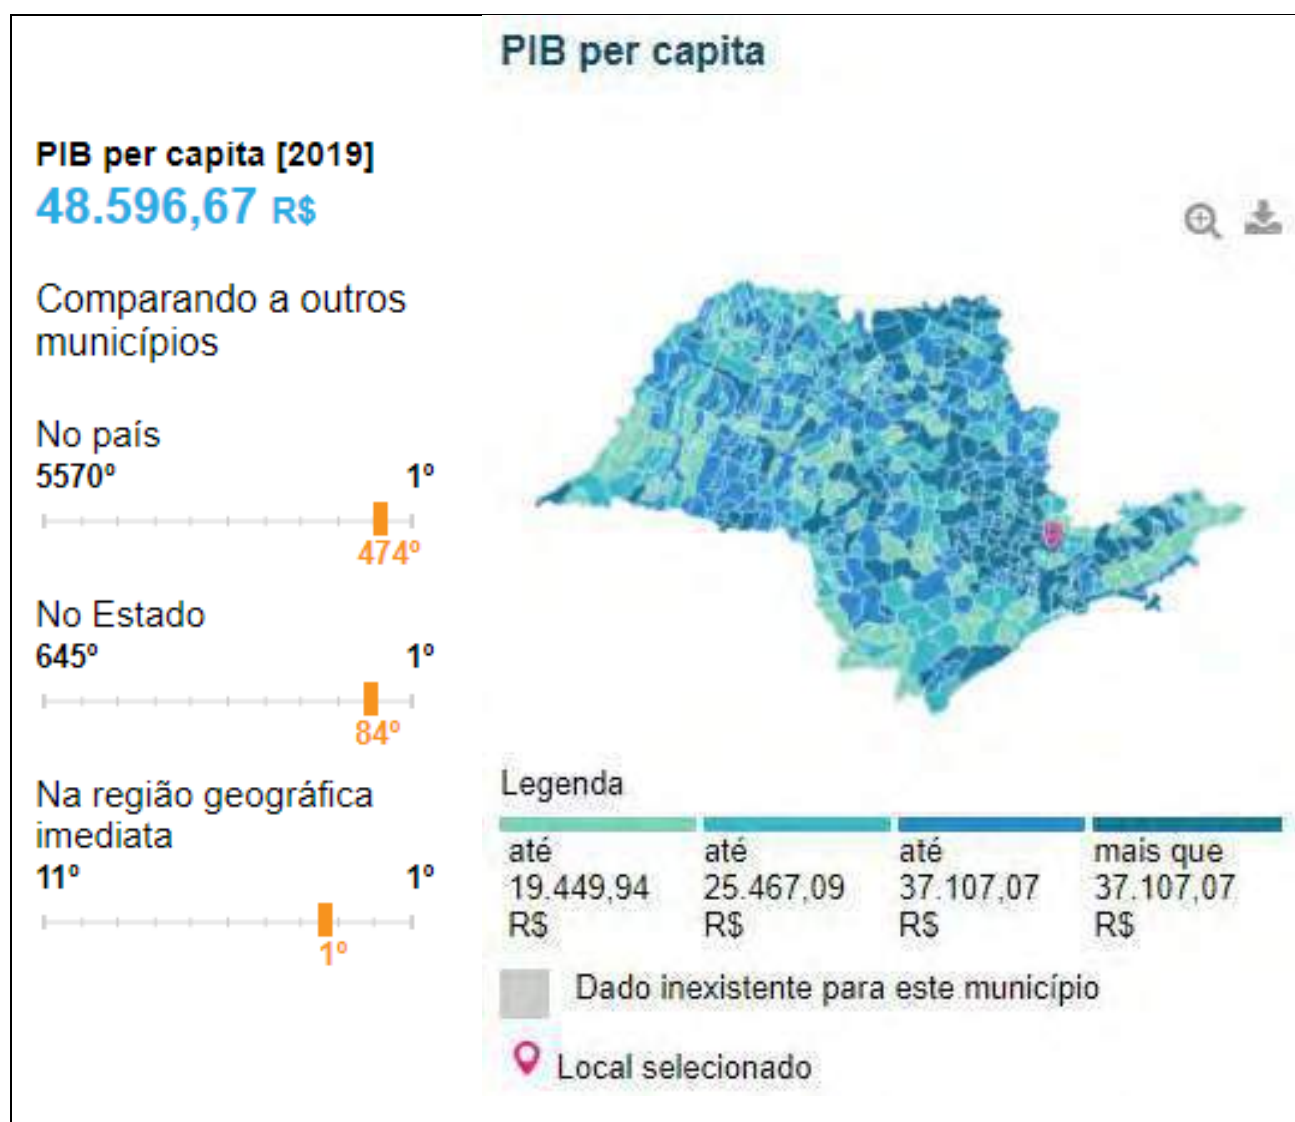 PIB per capita
PIB per capita [2019]
48.596,67 R$
Comparando a outros
municípios
No país
5570º 1º
474º
No Estado
645º 1º
84º
Na região geográfica
imediata
11º 1º
1º
Legenda
até
19.449,94
R$
até
25.467,09
R$
até
37.107,07
R$
mais que
37.107,07
R$
Dado inexistente para este município
Local selecionado